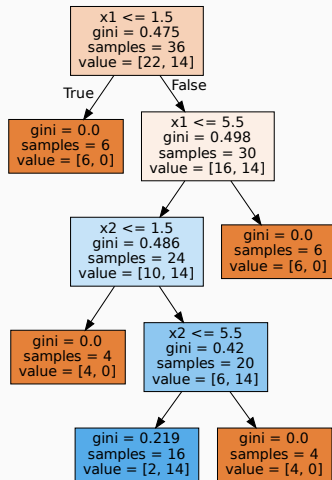 x1 <= 1.5
gini = 0.475
samples = 36
value = [22, 14]
True
False
gini = 0.0
samples = 6
value = [6, 0]
x1 <= 5.5
gini = 0.498
samples = 30
value = [16, 14]
x2 <= 1.5
gini = 0.486
samples = 24
value = [10, 14]
gini = 0.0
samples = 6
value = [6, 0]
gini = 0.0
samples = 4
value = [4, 0]
x2 <= 5.5
gini = 0.42
samples = 20
value = [6, 14]
gini = 0.219
samples = 16
value = [2, 14]
gini = 0.0
samples = 4
value = [4, 0]